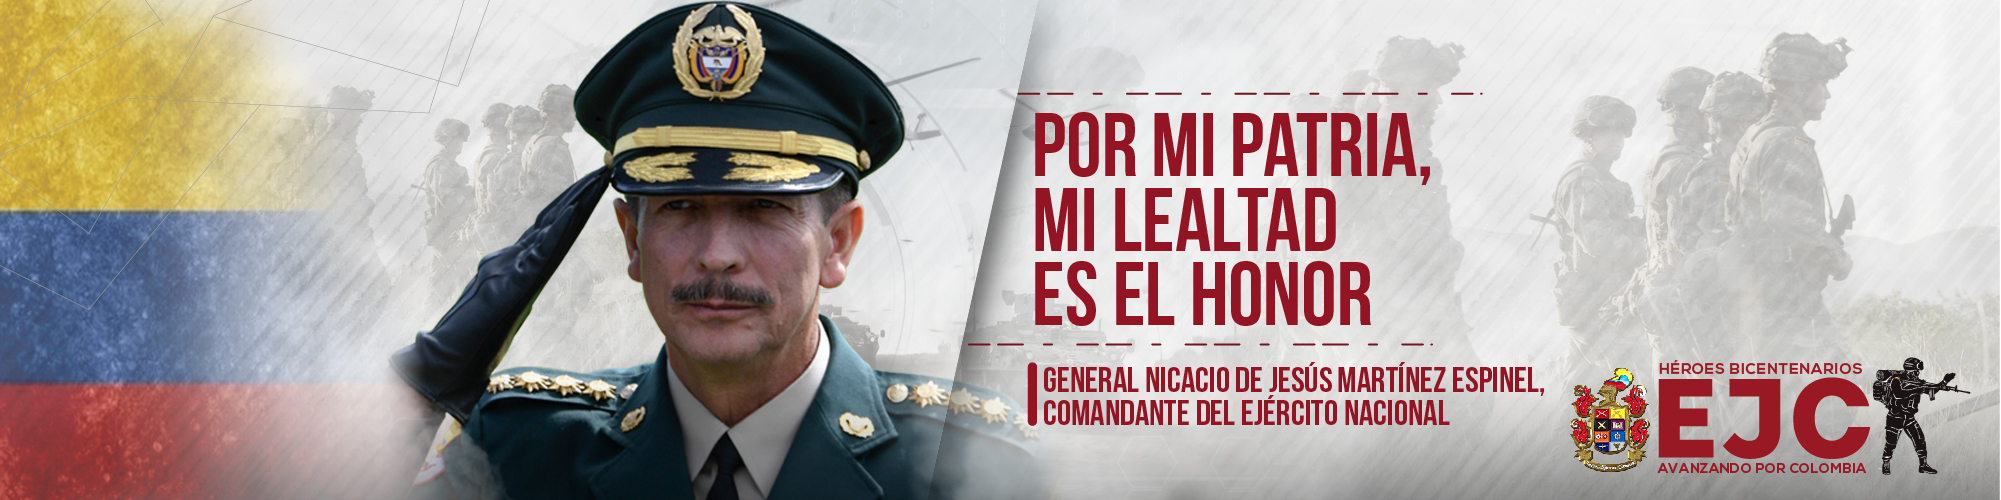 POR MI PATRIA,
MI LEALTAD
ES EL HONOR
GENERAL NICACIO DE JESÚS MARTÍNEZ ESPINEL,
COMANDANTE DEL EJÉRCITO NACIONAL
HÉROES BICENTENARIOS
EJC
AVANZANDO POR COLOMBIA